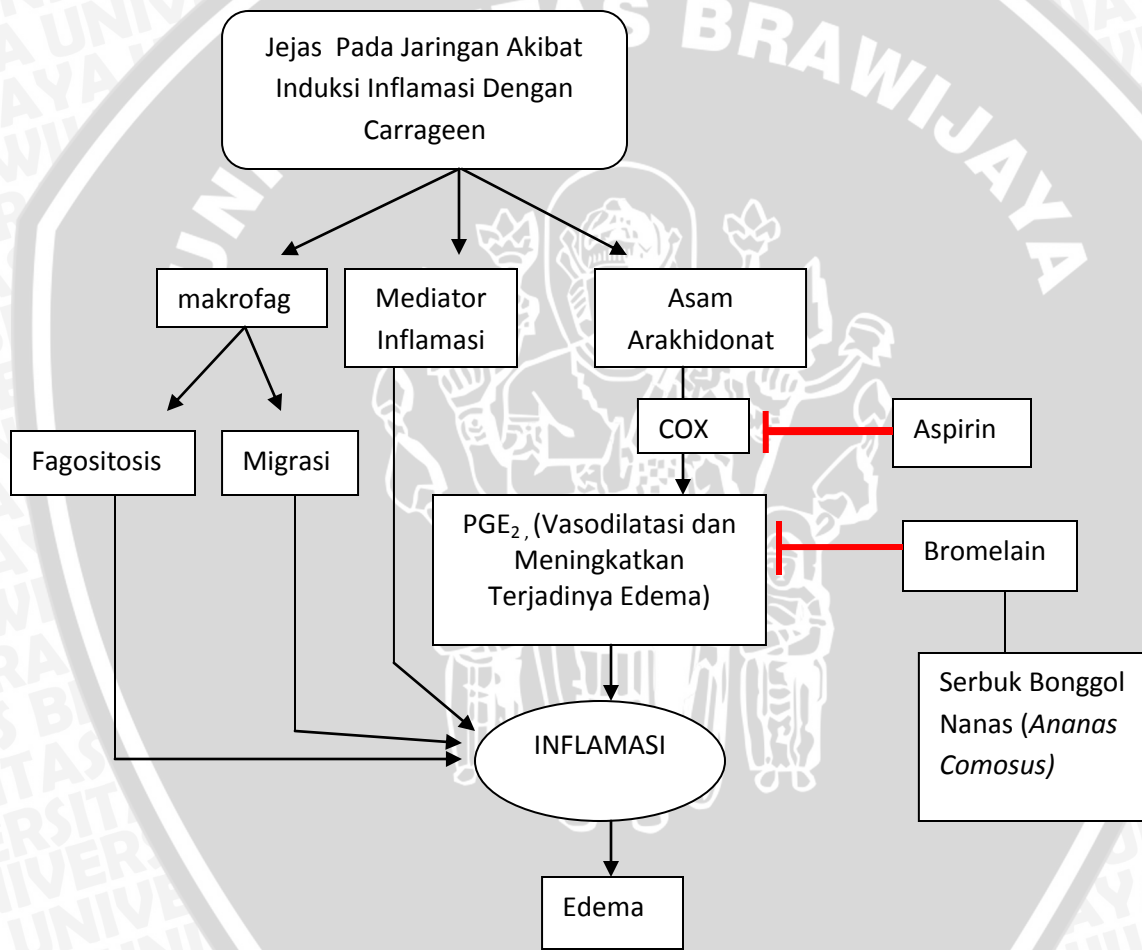 UNIVERSITAS BRAWIJAYA
Jejas Pada Jaringan Akibat
Induksi Inflamasi Dengan
Carrageen
makrofag
Mediator
Inflamasi
Asam
Arakhidonat
COX
Aspirin
Fagositosis
Migrasi
PGE₂ , (Vasodilatasi dan
Meningkatkan
Terjadinya Edema)
Bromelain
Serbuk Bonggol
Nanas (Ananas
Comosus)
INFLAMASI
Edema